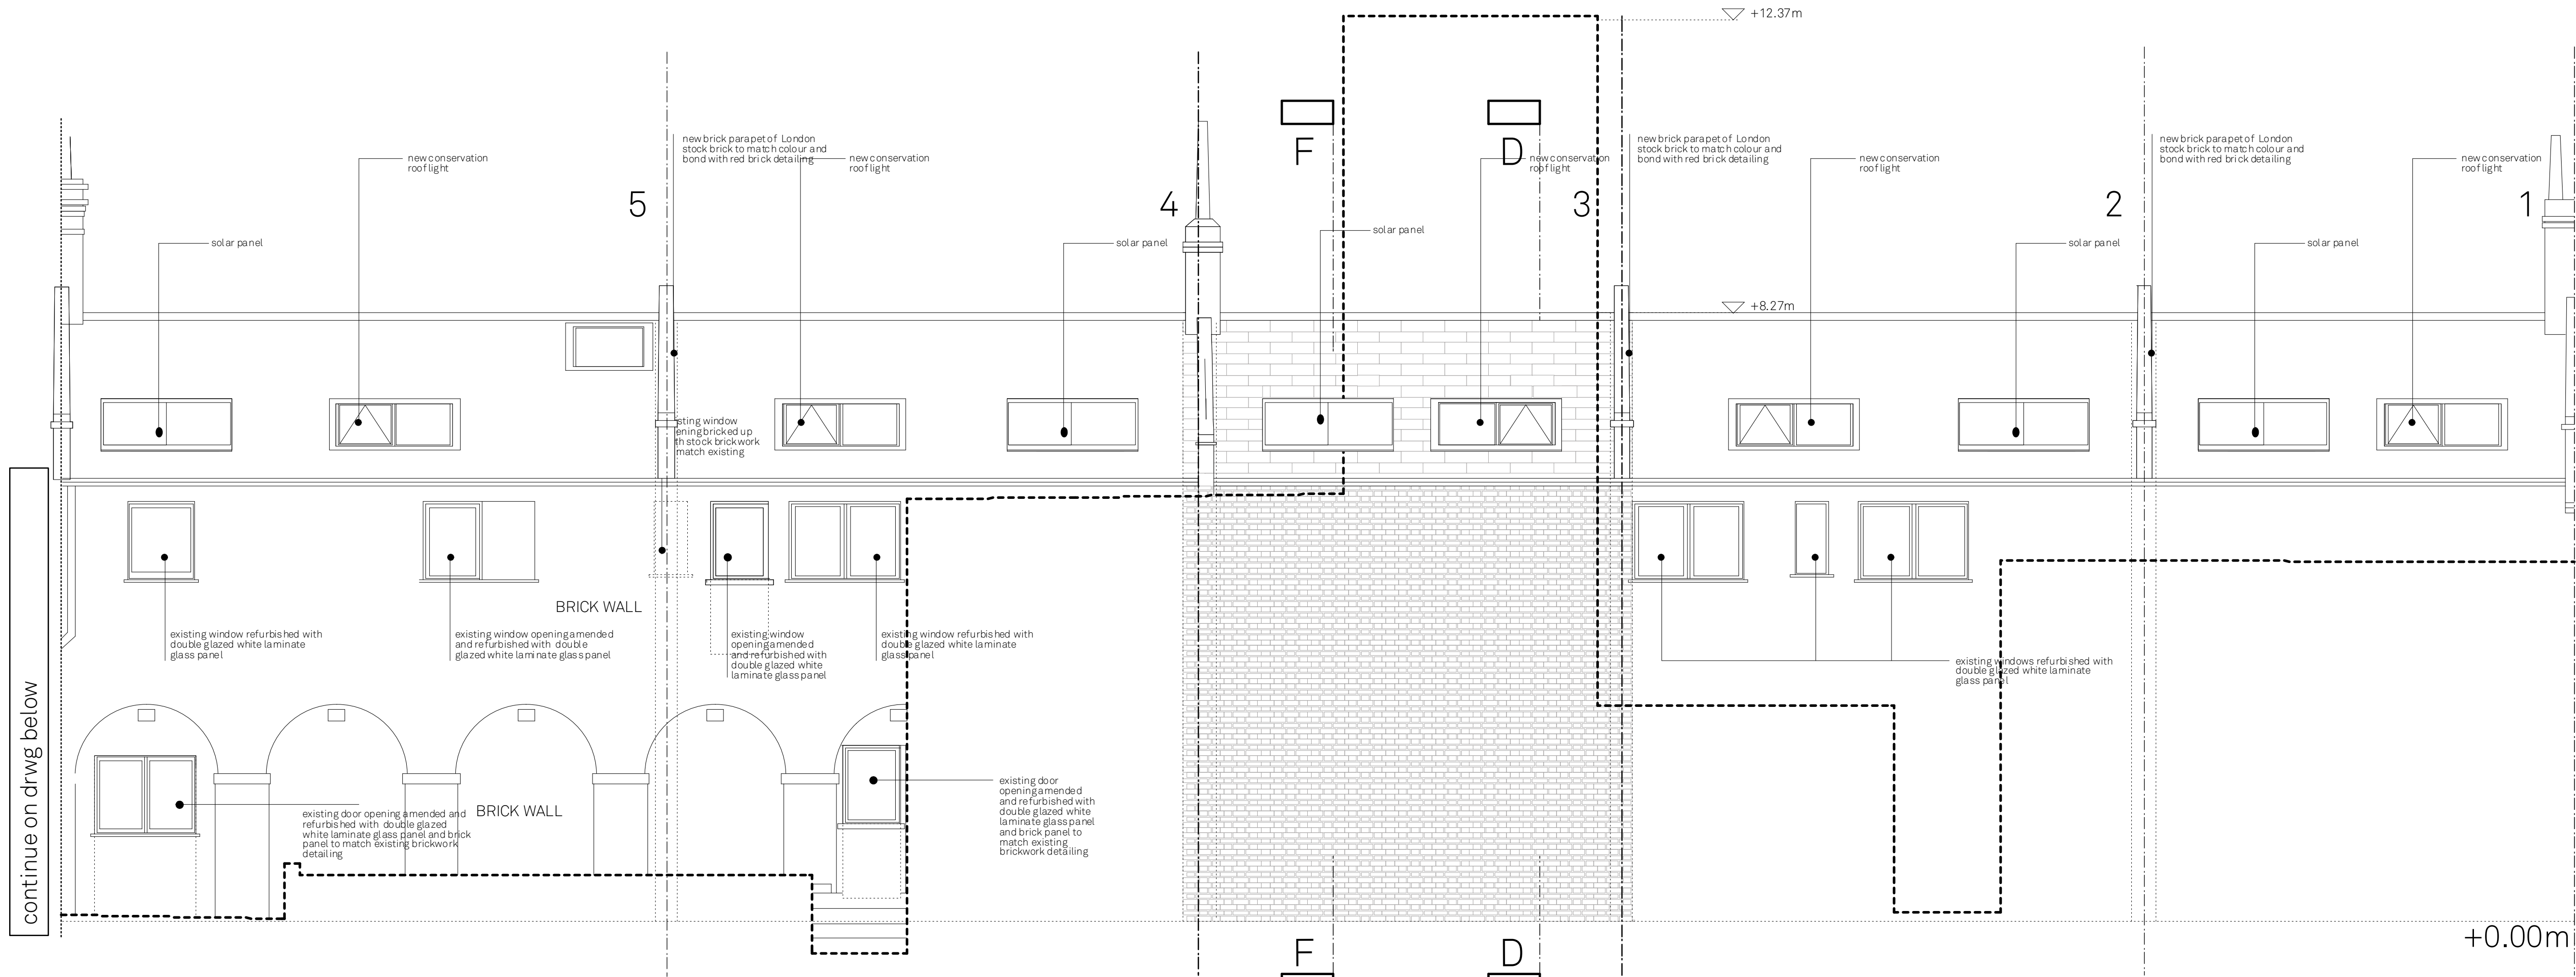 +12.37m
F
D
new brick parapet of London
stock brick to match colour and
bond with red brick detailing
new brick parapet of London
stock brick to match colour and
bond with red brick detailing
new brick parapet of London
stock brick to match colour and
bond with red brick detailing
new conservation
rooflight
new conservation
rooflight
new conservation
rooflight
new conservation
rooflight
new conservation
rooflight
5
4
3
2
1
solar panel
solar panel
solar panel
solar panel
solar panel
+8.27m
sting window
ening bricked up
th stock brickwork
match existing
BRICK WALL
existing window refurbished with
double glazed white laminate
glass panel
existing window opening amended
and refurbished with double
glazed white laminate glass panel
existing window
opening amended
and refurbished with
double glazed white
laminate glass panel
existing window refurbished with
double glazed white laminate
glass panel
existing windows refurbished with
double glazed white laminate
glass panel
continue on drwg below
existing door opening amended and
refurbished with double glazed
white laminate glass panel and brick
panel to match existing brickwork
detailing
BRICK WALL
existing door
opening amended
and refurbished with
double glazed white
laminate glass panel
and brick panel to
match existing
brickwork detailing
+0.00m
F
D